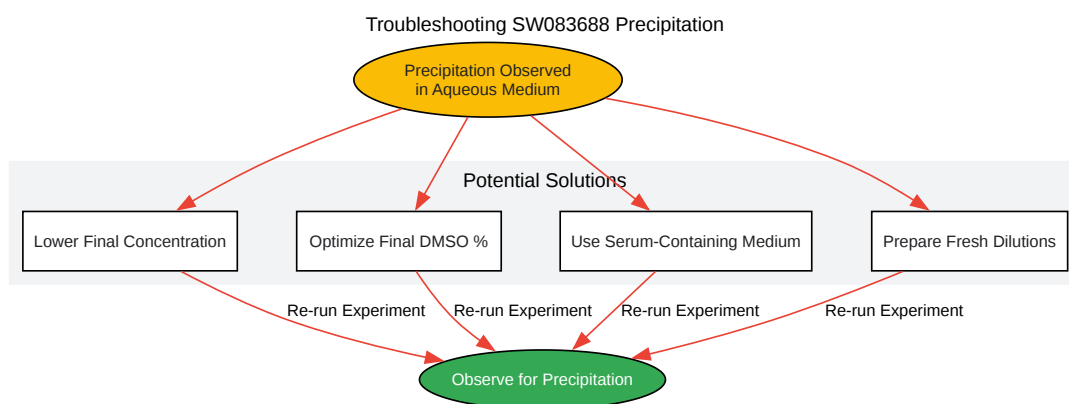 Troubleshooting SW083688 Precipitation
Precipitation Observed
in Aqueous Medium
Potential Solutions
Lower Final Concentration
Optimize Final DMSO %
Use Serum-Containing Medium
Prepare Fresh Dilutions
Re-run Experiment
Re-run Experiment
Re-run Experiment
Re-run Experiment
Observe for Precipitation